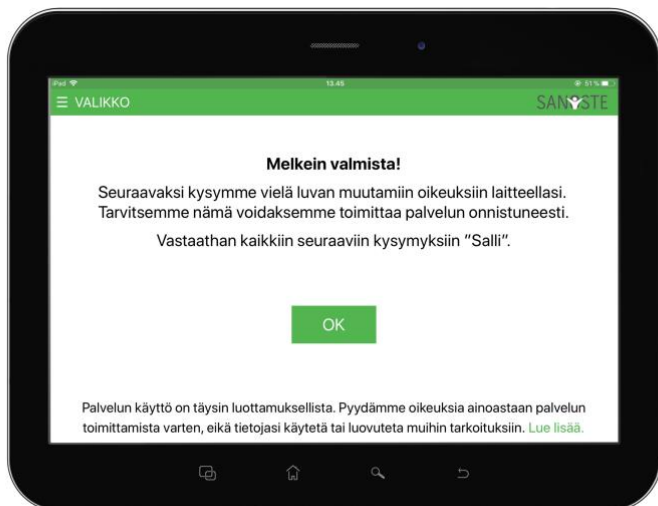 iPad
13.45
51 %
VALIKKO
SANOSTE
Melkein valmista!
Seuraavaksi kysymme vielä luvan muutamiin oikeuksiin laitteellasi.
Tarvitsemme nämä voidaksemme toimittaa palvelun onnistuneesti.
Vastaathan kaikkiin seuraaviin kysymyksiin ”Salli”.
OK
Palvelun käyttö on täysin luottamuksellista. Pyydämme oikeuksia ainoastaan palvelun
toimittamista varten, eikä tietojasi käytetä tai luovuteta muihin tarkoituksiin. Lue lisää.